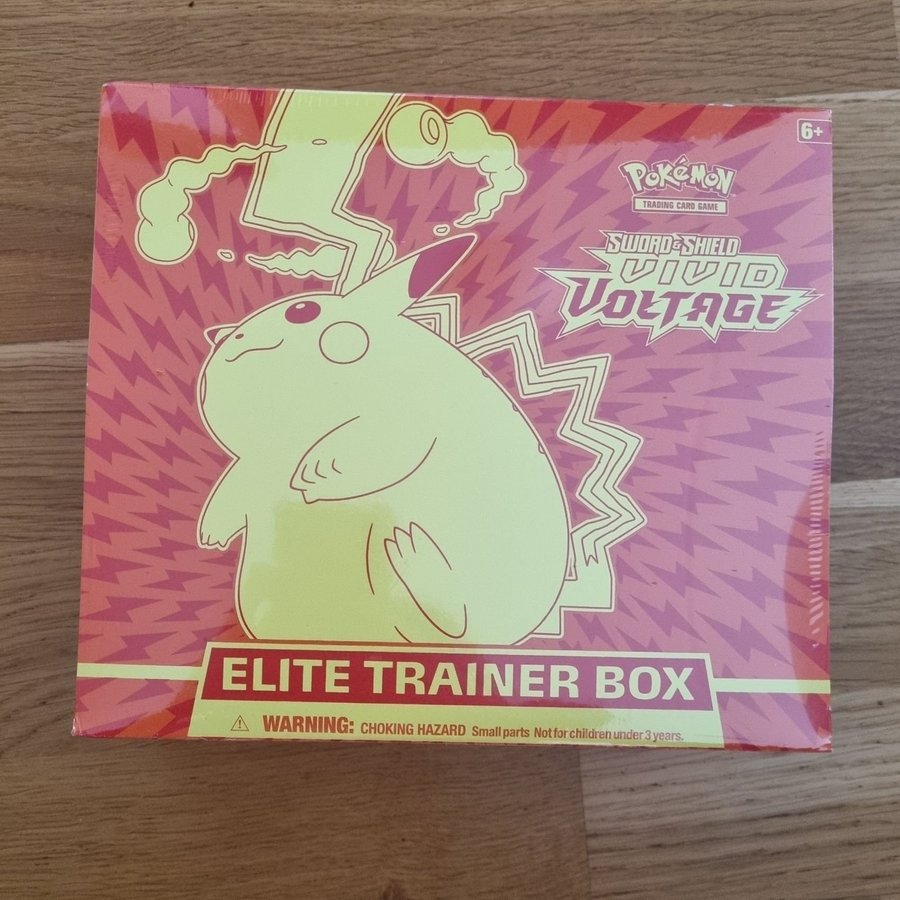 6+
POKéMON
TRADING CARD GAME
SWORD & SHIELD
VIVID
VOLTAGE
ELITE TRAINER BOX
⚠ WARNING: CHOKING HAZARD Small parts Not for children under 3 years.